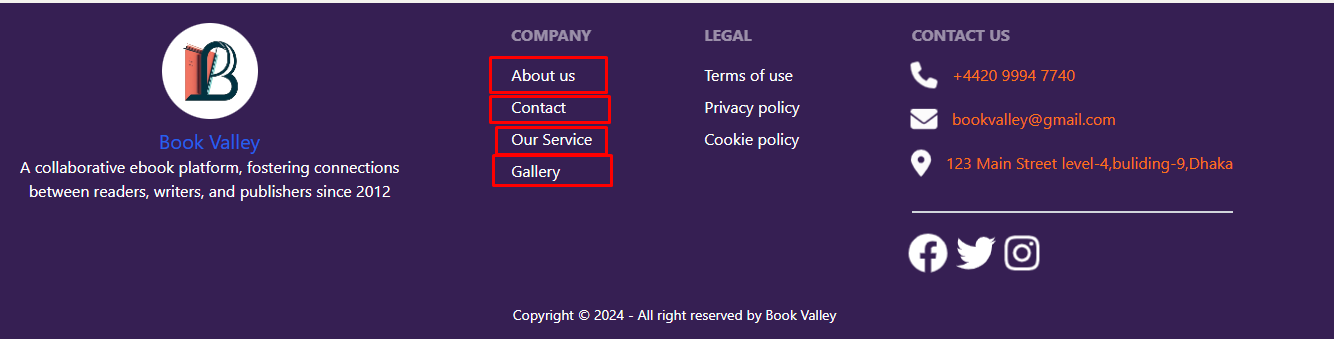 Book Valley
A collaborative ebook platform, fostering connections
between readers, writers, and publishers since 2012
COMPANY
About us
Contact
Our Service
Gallery
LEGAL
Terms of use
Privacy policy
Cookie policy
CONTACT US
+4420 9994 7740
bookvalley@gmail.com
123 Main Street level-4,buliding-9,Dhaka
Copyright © 2024 - All right reserved by Book Valley